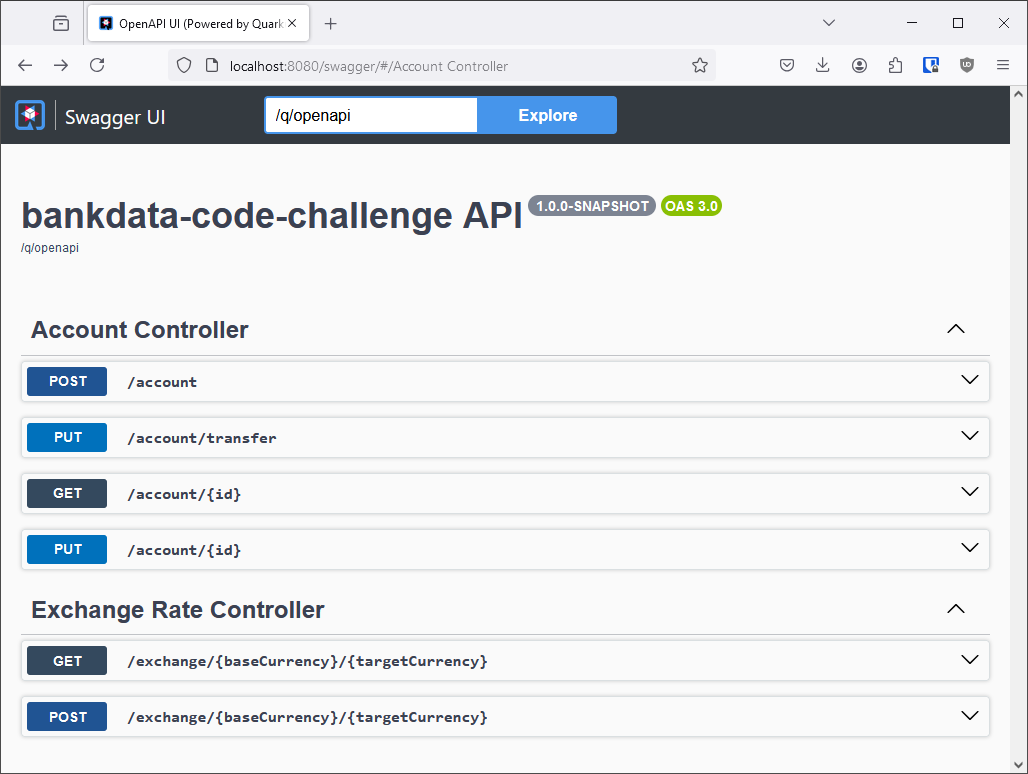 OpenAPI UI (Powered by Quark
localhost:8080/swagger/#/Account Controller
Swagger UI
/q/openapi
Explore
bankdata-code-challenge API
1.0.0-SNAPSHOT
OAS 3.0
/q/openapi
Account Controller
POST /account
PUT /account/transfer
GET /account/{id}
PUT /account/{id}
Exchange Rate Controller
GET /exchange/{baseCurrency}/{targetCurrency}
POST /exchange/{baseCurrency}/{targetCurrency}